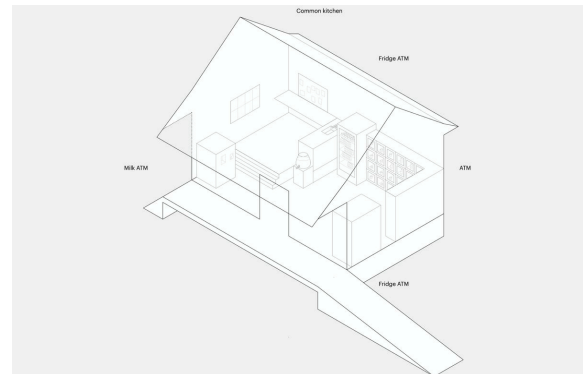 Common kitchen
Fridge ATM
Milk ATM
ATM
Fridge ATM